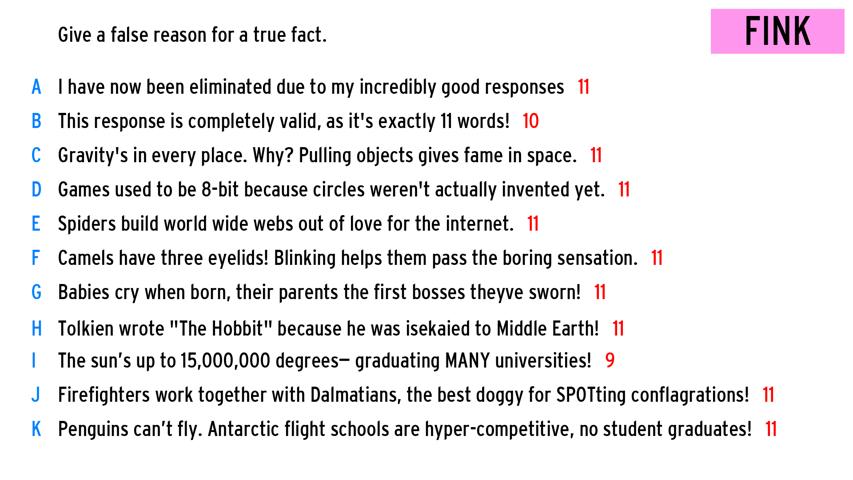 Give a false reason for a true fact.
FINK
A I have now been eliminated due to my incredibly good responses 11
B This response is completely valid, as it's exactly 11 words! 10
C Gravity's in every place. Why? Pulling objects gives fame in space. 11
D Games used to be 8-bit because circles weren't actually invented yet. 11
E Spiders build world wide webs out of love for the internet. 11
F Camels have three eyelids! Blinking helps them pass the boring sensation. 11
G Babies cry when born, their parents the first bosses theyve sworn! 11
H Tolkien wrote "The Hobbit" because he was isekaied to Middle Earth! 11
I The sun’s up to 15,000,000 degrees— graduating MANY universities! 9
J Firefighters work together with Dalmatians, the best doggy for SPOTting conflagrations! 11
K Penguins can’t fly. Antarctic flight schools are hyper-competitive, no student graduates! 11